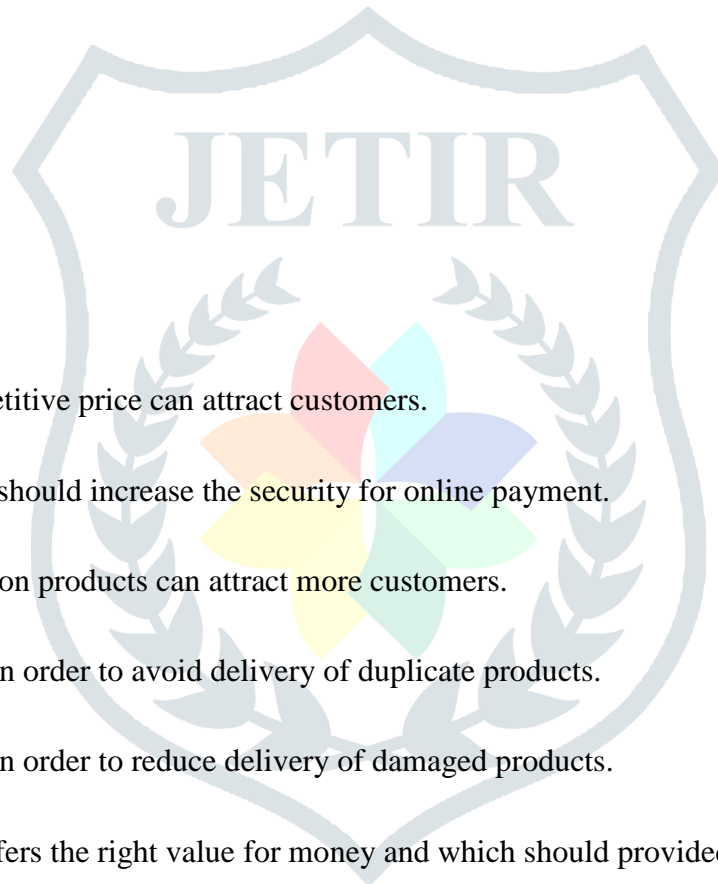 JETIR
etitive price can attract customers.
should increase the security for online payment.
on products can attract more customers.
n order to avoid delivery of duplicate products.
n order to reduce delivery of damaged products.
fers the right value for money and which should provided